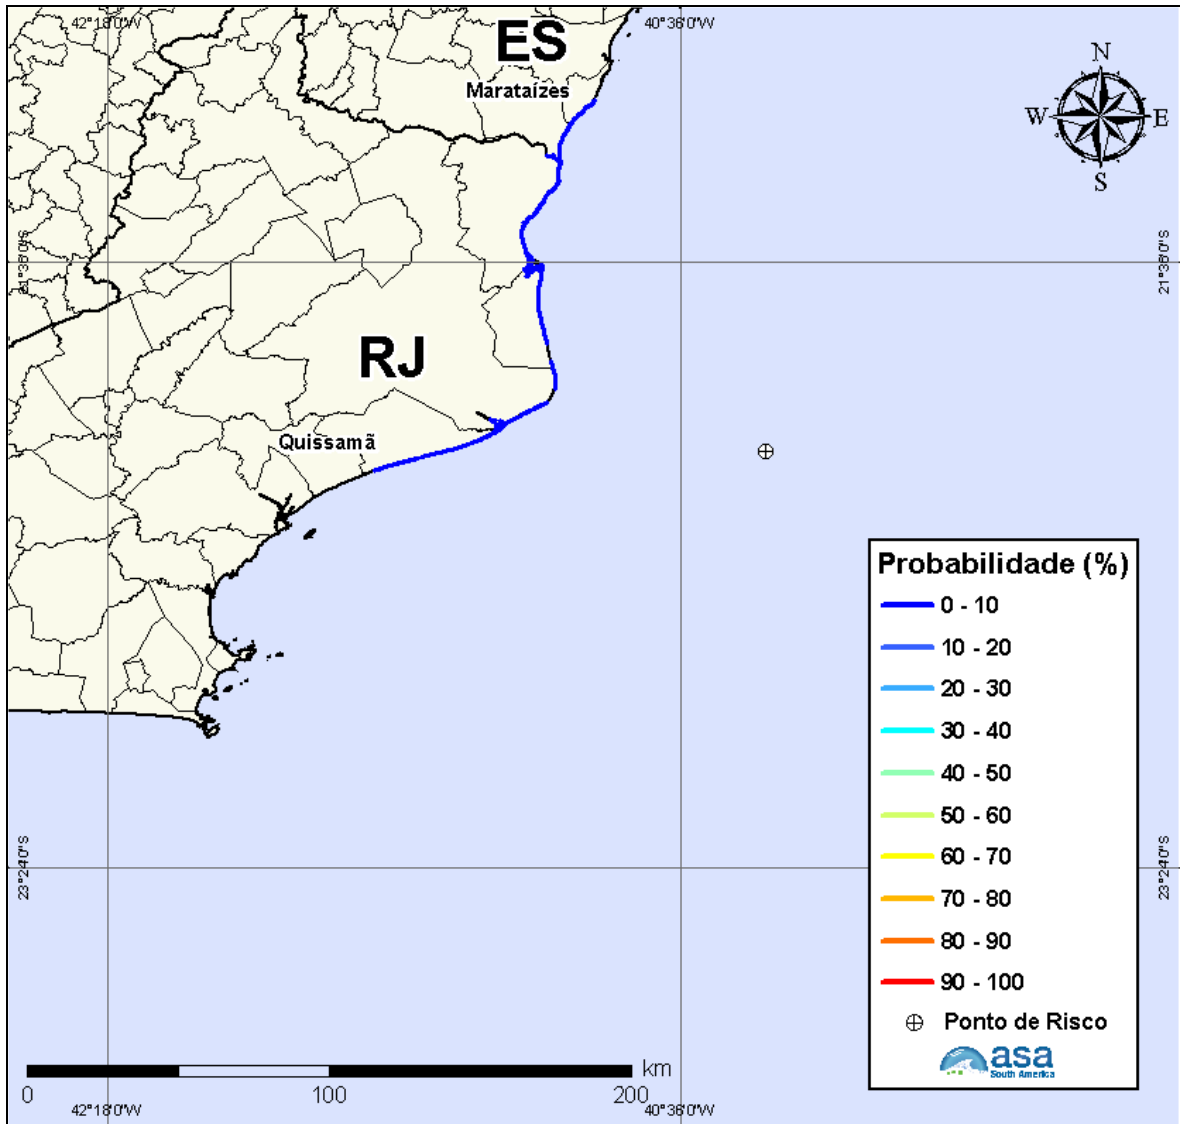 42°18'0"W
40°36'0"W
ES
Marataízes
N
W
E
S
21°36'0"S
21°36'0"S
RJ
Quissamã
Probabilidade (%)
0 - 10
10 - 20
20 - 30
30 - 40
40 - 50
50 - 60
60 - 70
70 - 80
80 - 90
90 - 100
Ponto de Risco
asa
South America
23°24'0"S
23°24'0"S
km
0
100
200
42°18'0"W
40°36'0"W